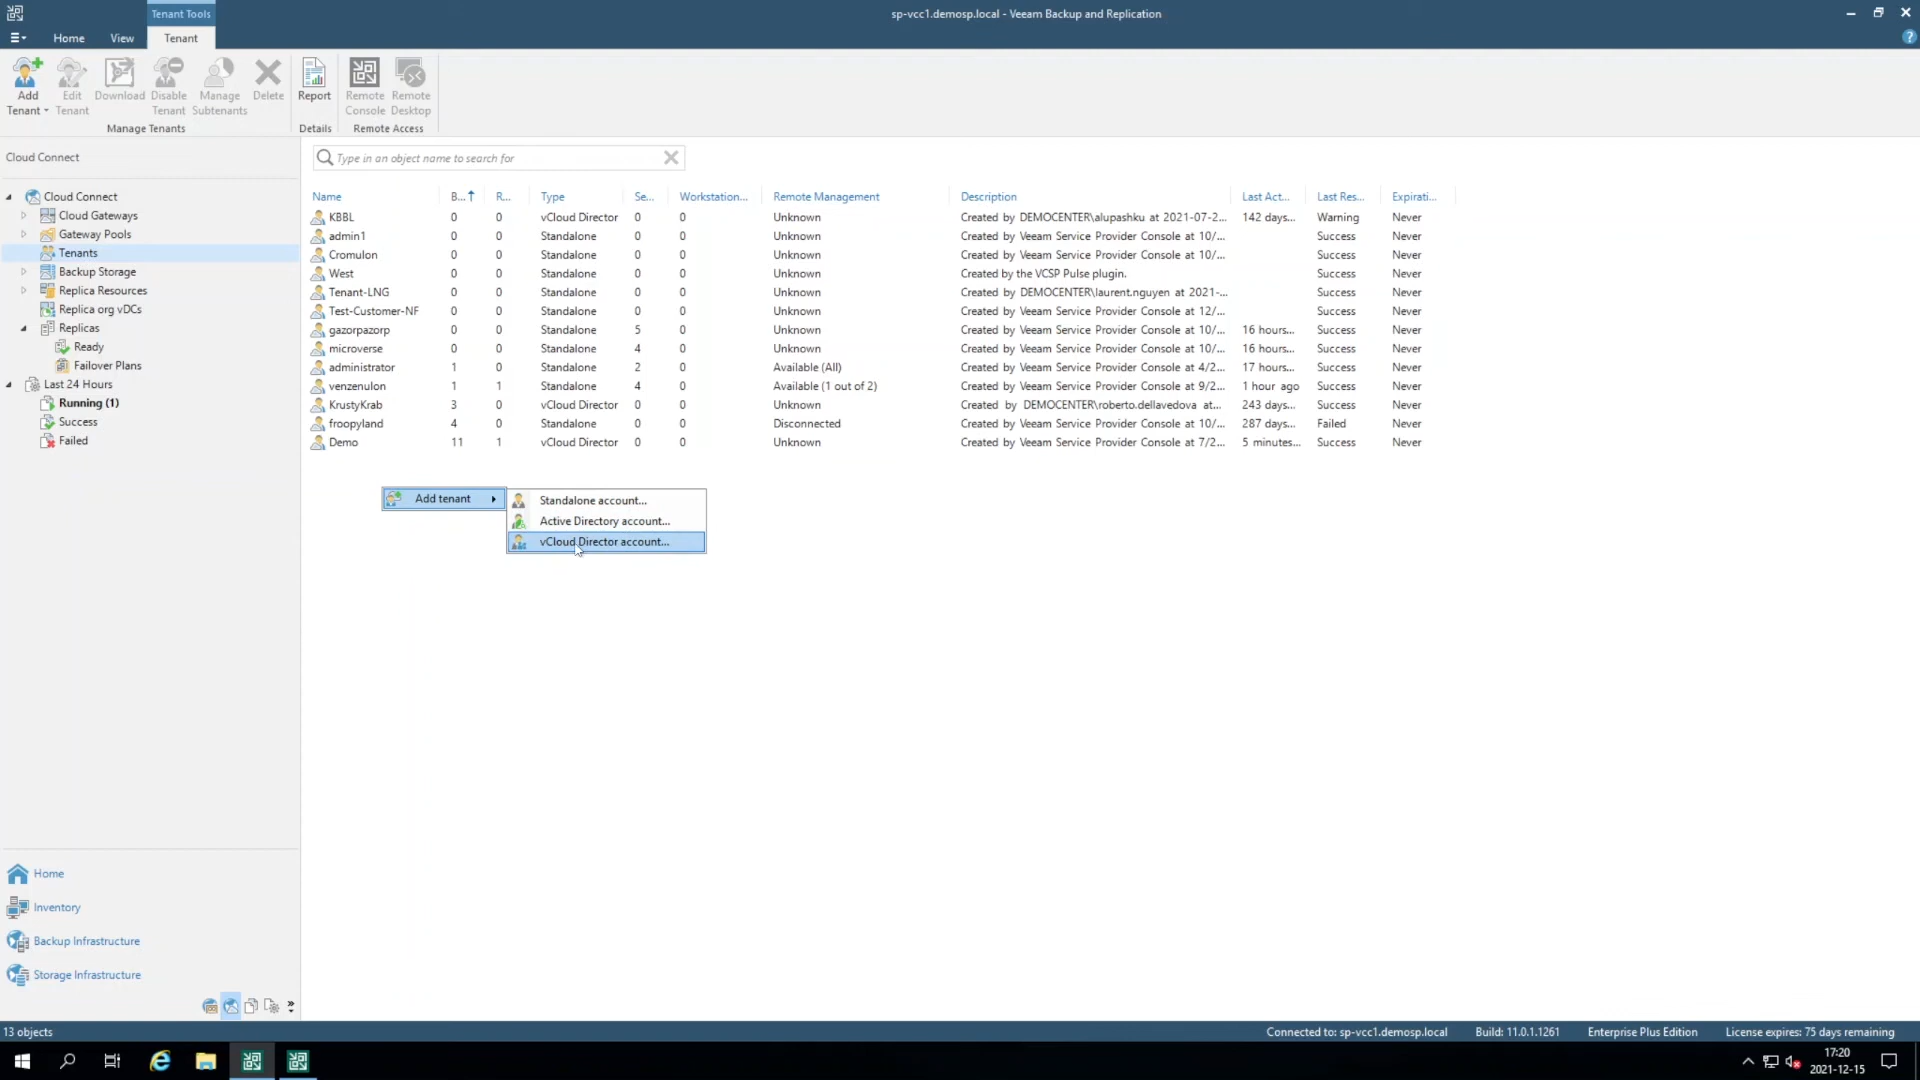 Tenant Tools
sp-vcc1.demosp.local - Veeam Backup and Replication
Home View Tenant
Add Tenant
Edit Tenant
Download
Disable Tenant
Manage Subtenants
Delete
Report
Remote Console
Remote Desktop
Manage Tenants
Details
Remote Access
Cloud Connect
Cloud Connect
Cloud Gateways
Gateway Pools
Tenants
Backup Storage
Replica Resources
Replica org vDCs
Replicas
Ready
Failover Plans
Last 24 Hours
Running (1)
Success
Failed
Type in an object name to search for
Name B... R... Type Se... Workstation... Remote Management Description Last Act... Last Res... Expirati...
KBBL 0 0 vCloud Director 0 0 Unknown Created by DEMOCENTER\alupashku at 2021-07-2... 142 days... Warning Never
admin1 0 0 Standalone 0 0 Unknown Created by Veeam Service Provider Console at 10/... Success Never
Cromulon 0 0 Standalone 0 0 Unknown Created by Veeam Service Provider Console at 10/... Success Never
West 0 0 Standalone 0 0 Unknown Created by the VCSP Pulse plugin. Success Never
Tenant-LNG 0 0 Standalone 0 0 Unknown Created by DEMOCENTER\laurent.nguyen at 2021-... Success Never
Test-Customer-NF 0 0 Standalone 0 0 Unknown Created by Veeam Service Provider Console at 12/... Success Never
gazorpazorp 0 0 Standalone 5 0 Unknown Created by Veeam Service Provider Console at 10/... 16 hours... Success Never
microverse 0 0 Standalone 4 0 Unknown Created by Veeam Service Provider Console at 10/... 16 hours... Success Never
administrator 1 0 Standalone 2 0 Available (All) Created by Veeam Service Provider Console at 4/2... 17 hours... Success Never
venzenulon 1 1 Standalone 4 0 Available (1 out of 2) Created by Veeam Service Provider Console at 9/2... 1 hour ago Success Never
KrustyKrab 3 0 vCloud Director 0 0 Unknown Created by DEMOCENTER\roberto.dellavedova at... 243 days... Success Never
froopyland 4 0 Standalone 0 0 Disconnected Created by Veeam Service Provider Console at 10/... 287 days... Failed Never
Demo 11 1 vCloud Director 0 0 Unknown Created by Veeam Service Provider Console at 7/2... 5 minutes... Success Never
Add tenant
Standalone account...
Active Directory account...
vCloud Director account...
Home
Inventory
Backup Infrastructure
Storage Infrastructure
13 objects
Connected to: sp-vcc1.demosp.local Build: 11.0.1.1261 Enterprise Plus Edition License expires: 75 days remaining
17:20
2021-12-15